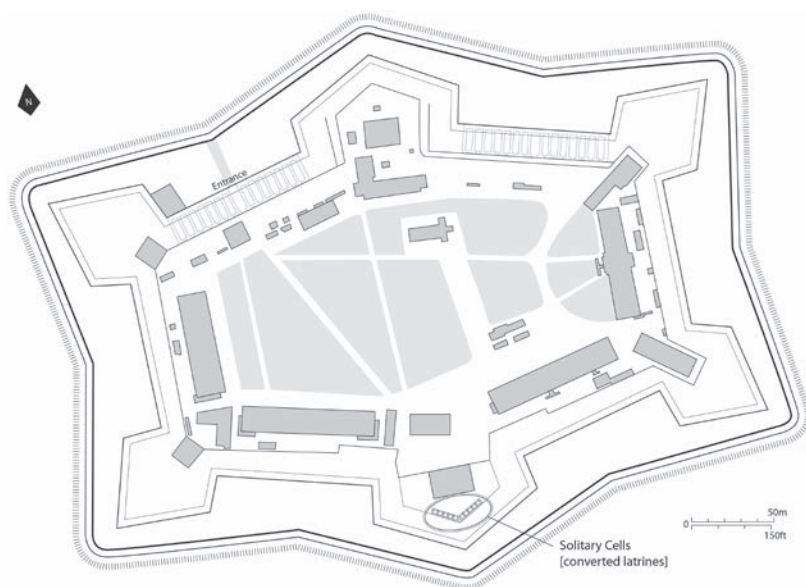 N
Entrance
50m
0
150ft
Solitary Cells
[converted latrines]